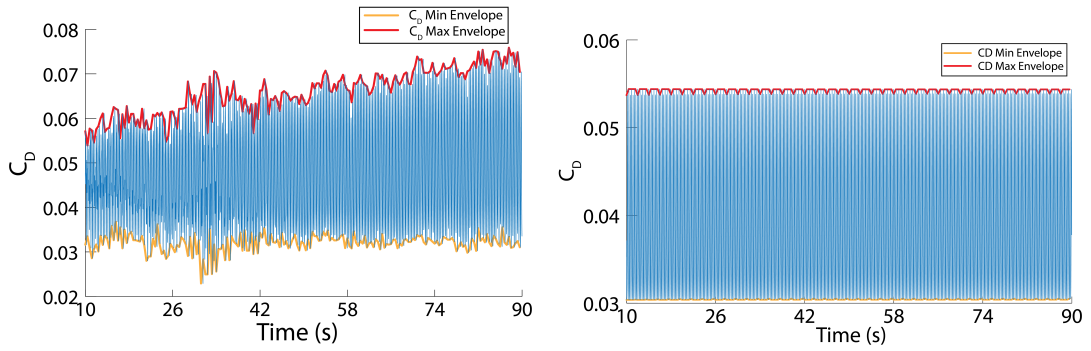 C_D Min Envelope
C_D Max Envelope
0.08
0.07
0.06
0.05
0.04
0.03
0.02
C_D
10 26 42 58 74 90
Time (s)
CD Min Envelope
CD Max Envelope
0.06
0.05
0.04
0.03
C_D
10 26 42 58 74 90
Time (s)